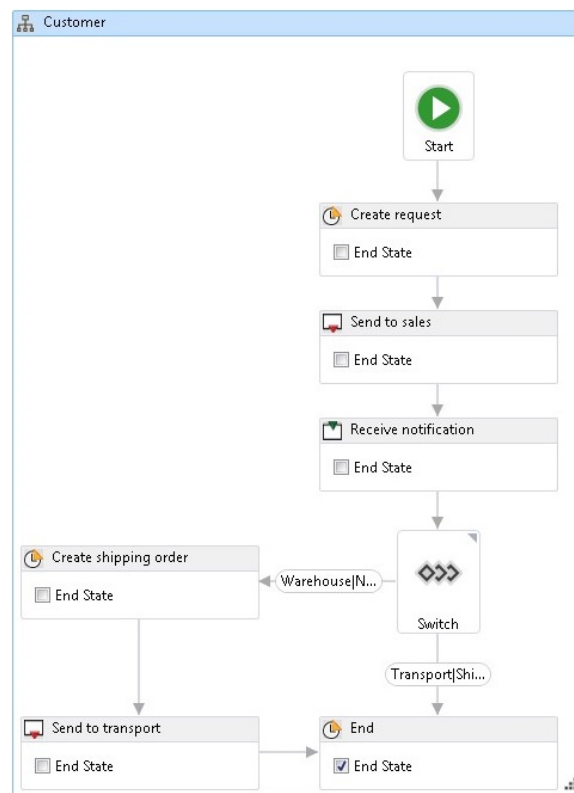 Customer
Start
Create request
End State
Send to sales
End State
Receive notification
End State
Create shipping order
End State
Warehouse|N...
Switch
Transport|Shi...
Send to transport
End State
End
End State